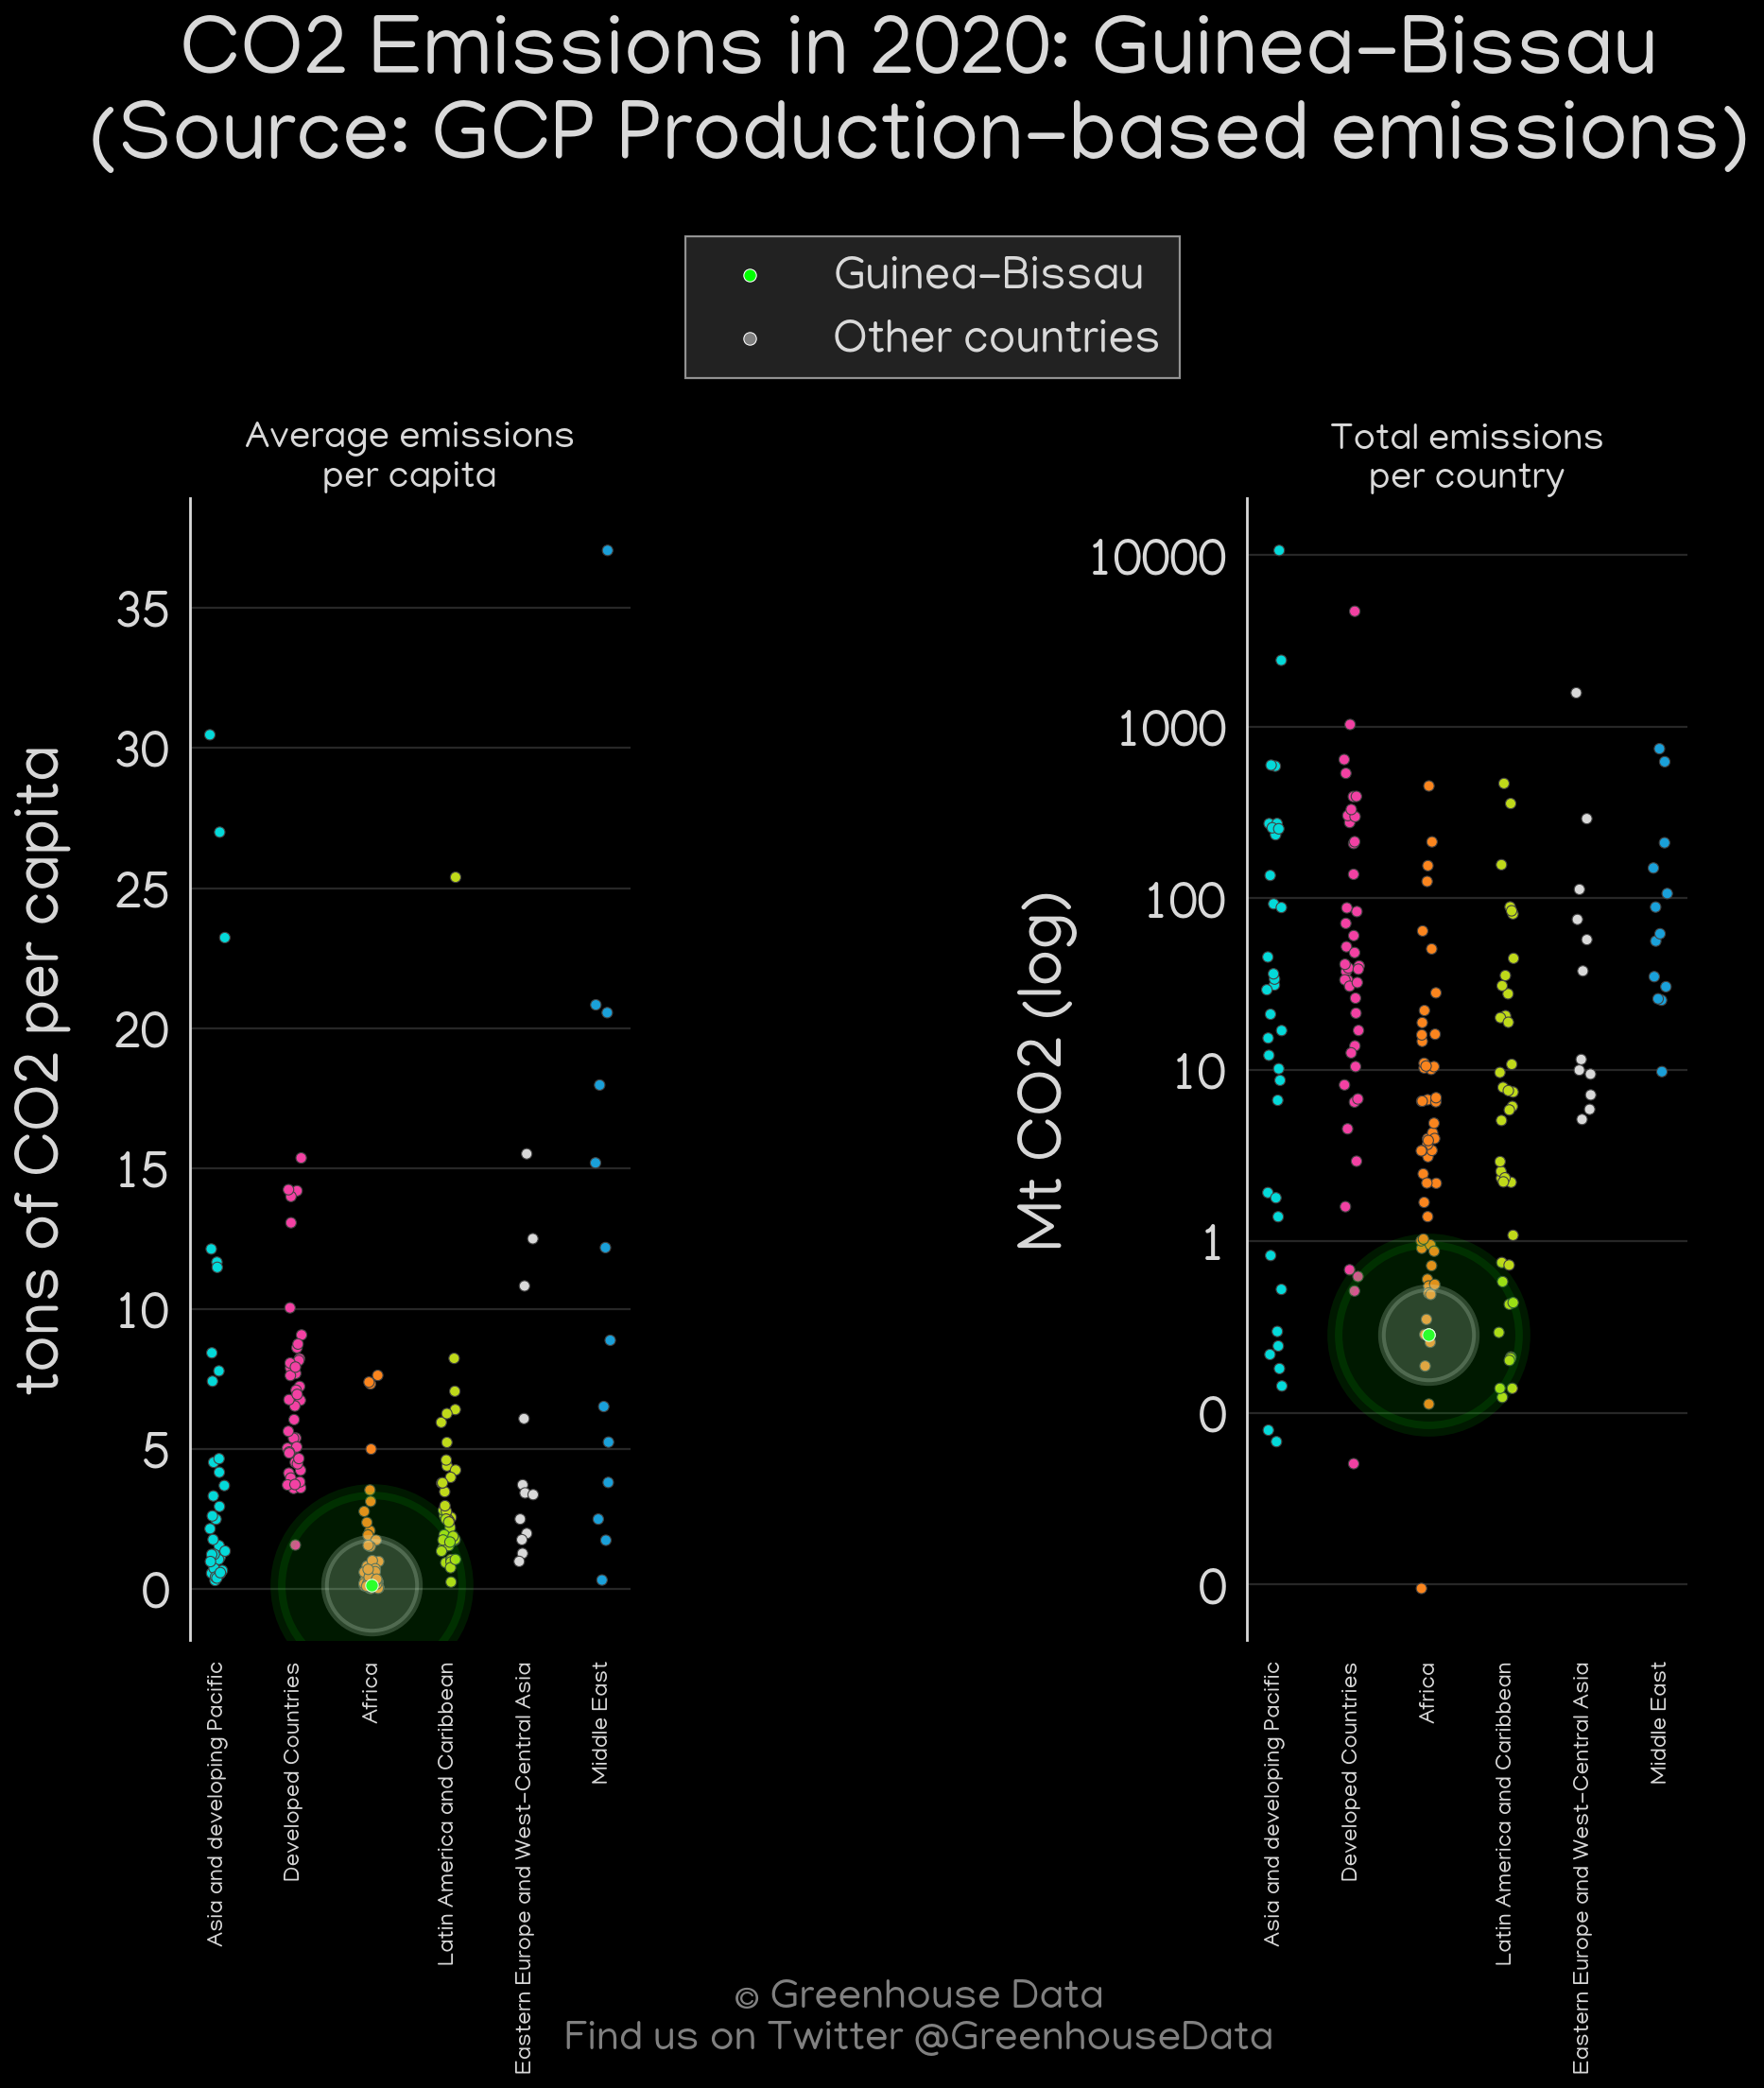 CO2 Emissions in 2020: Guinea-Bissau
(Source: GCP Production-based emissions)
Guinea-Bissau
Other countries
Average emissions
per capita
tons of CO2 per capita
35
30
25
20
15
10
5
0
Asia and developing Pacific
Developed Countries
Africa
Latin America and Caribbean
Eastern Europe and West-Central Asia
Middle East
Total emissions
per country
Mt CO2 (log)
10000
1000
100
10
1
0
0
Asia and developing Pacific
Developed Countries
Africa
Latin America and Caribbean
Eastern Europe and West-Central Asia
Middle East
© Greenhouse Data
Find us on Twitter @GreenhouseData